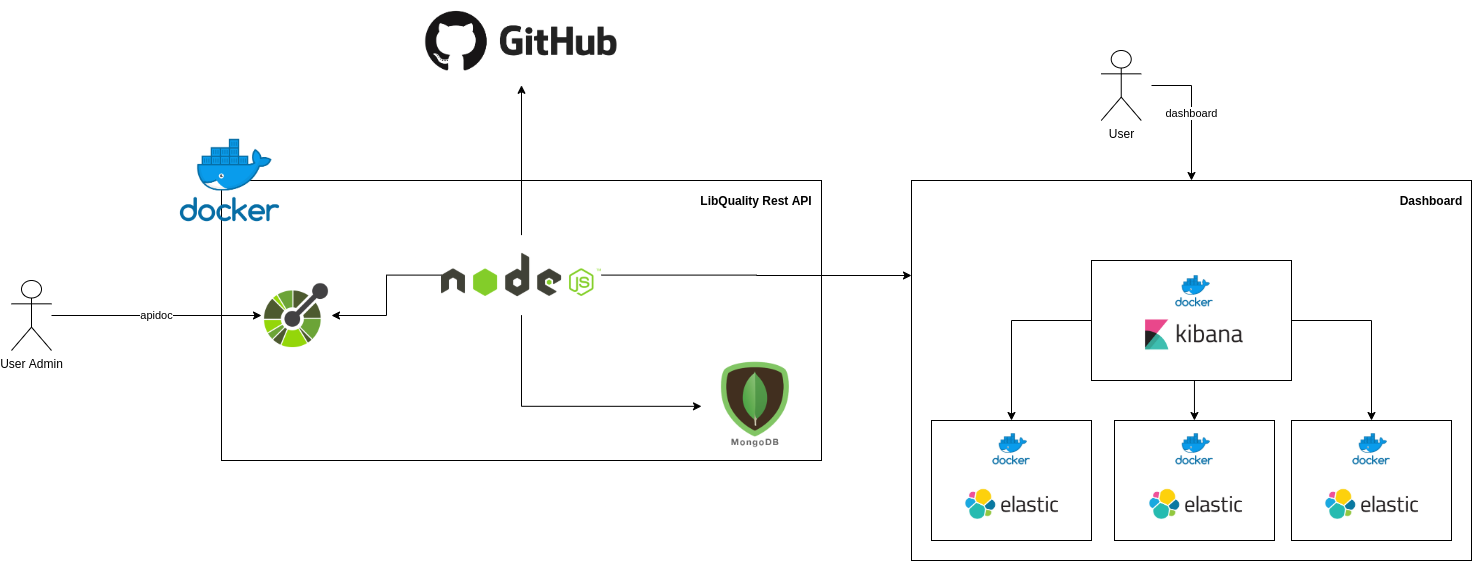 GitHub
dashboard
User
docker
LibQuality Rest API
Dashboard
node
JS
™
apidoc
User Admin
docker
kibana
MongoDB
docker
docker
docker
elastic
elastic
elastic